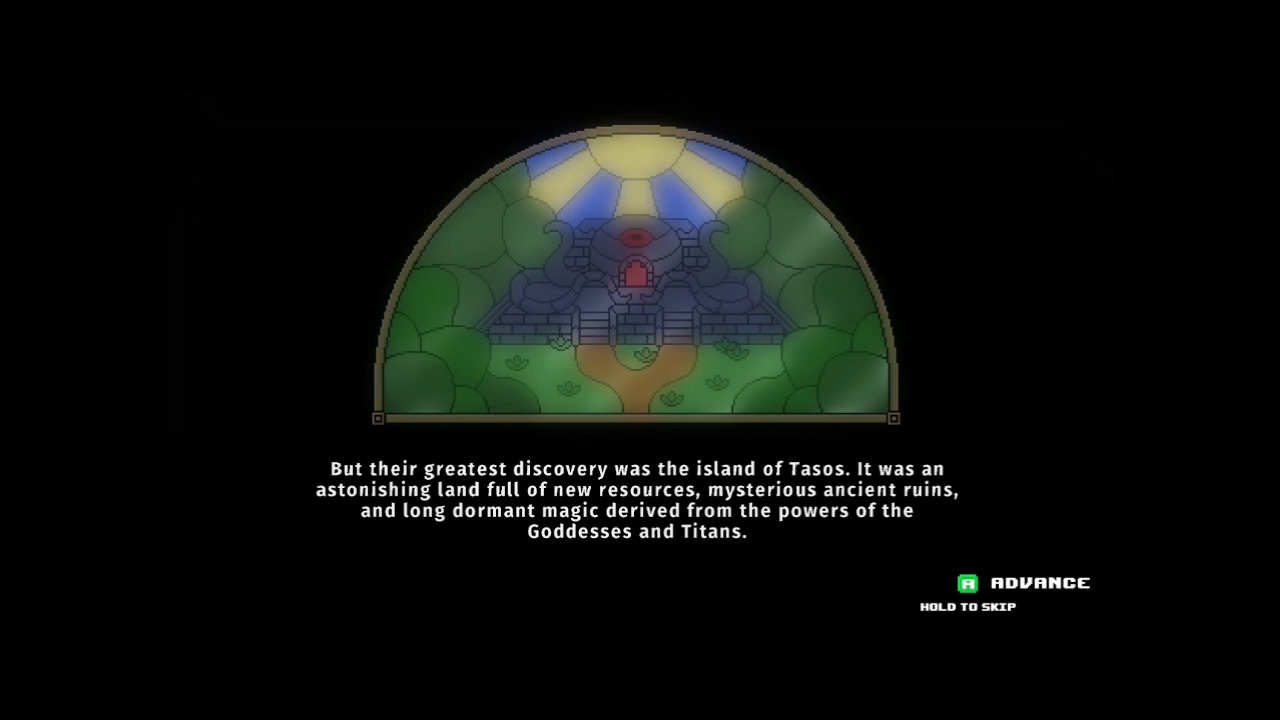 But their greatest discovery was the island of Tasos. It was an
astonishing land full of new resources, mysterious ancient ruins,
and long dormant magic derived from the powers of the
Goddesses and Titans.
A ADVANCE
HOLD TO SKIP